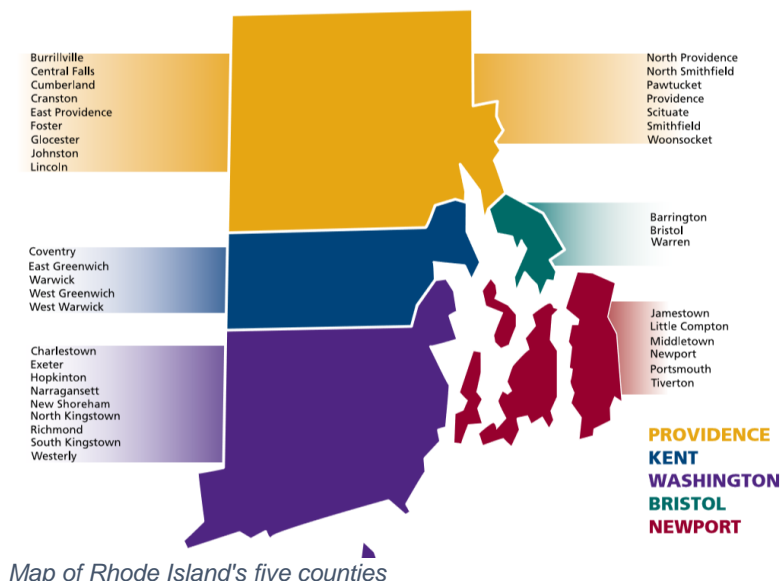 Burrillville
Central Falls
Cumberland
Cranston
East Providence
Foster
Glocester
Johnston
Lincoln
North Providence
North Smithfield
Pawtucket
Providence
Scituate
Smithfield
Woonsocket
Coventry
East Greenwich
Warwick
West Greenwich
West Warwick
Barrington
Bristol
Warren
Charlestown
Exeter
Hopkinton
Narragansett
New Shoreham
North Kingstown
Richmond
South Kingstown
Westerly
Jamestown
Little Compton
Middletown
Newport
Portsmouth
Tiverton
PROVIDENCE
KENT
WASHINGTON
BRISTOL
NEWPORT
Map of Rhode Island's five counties